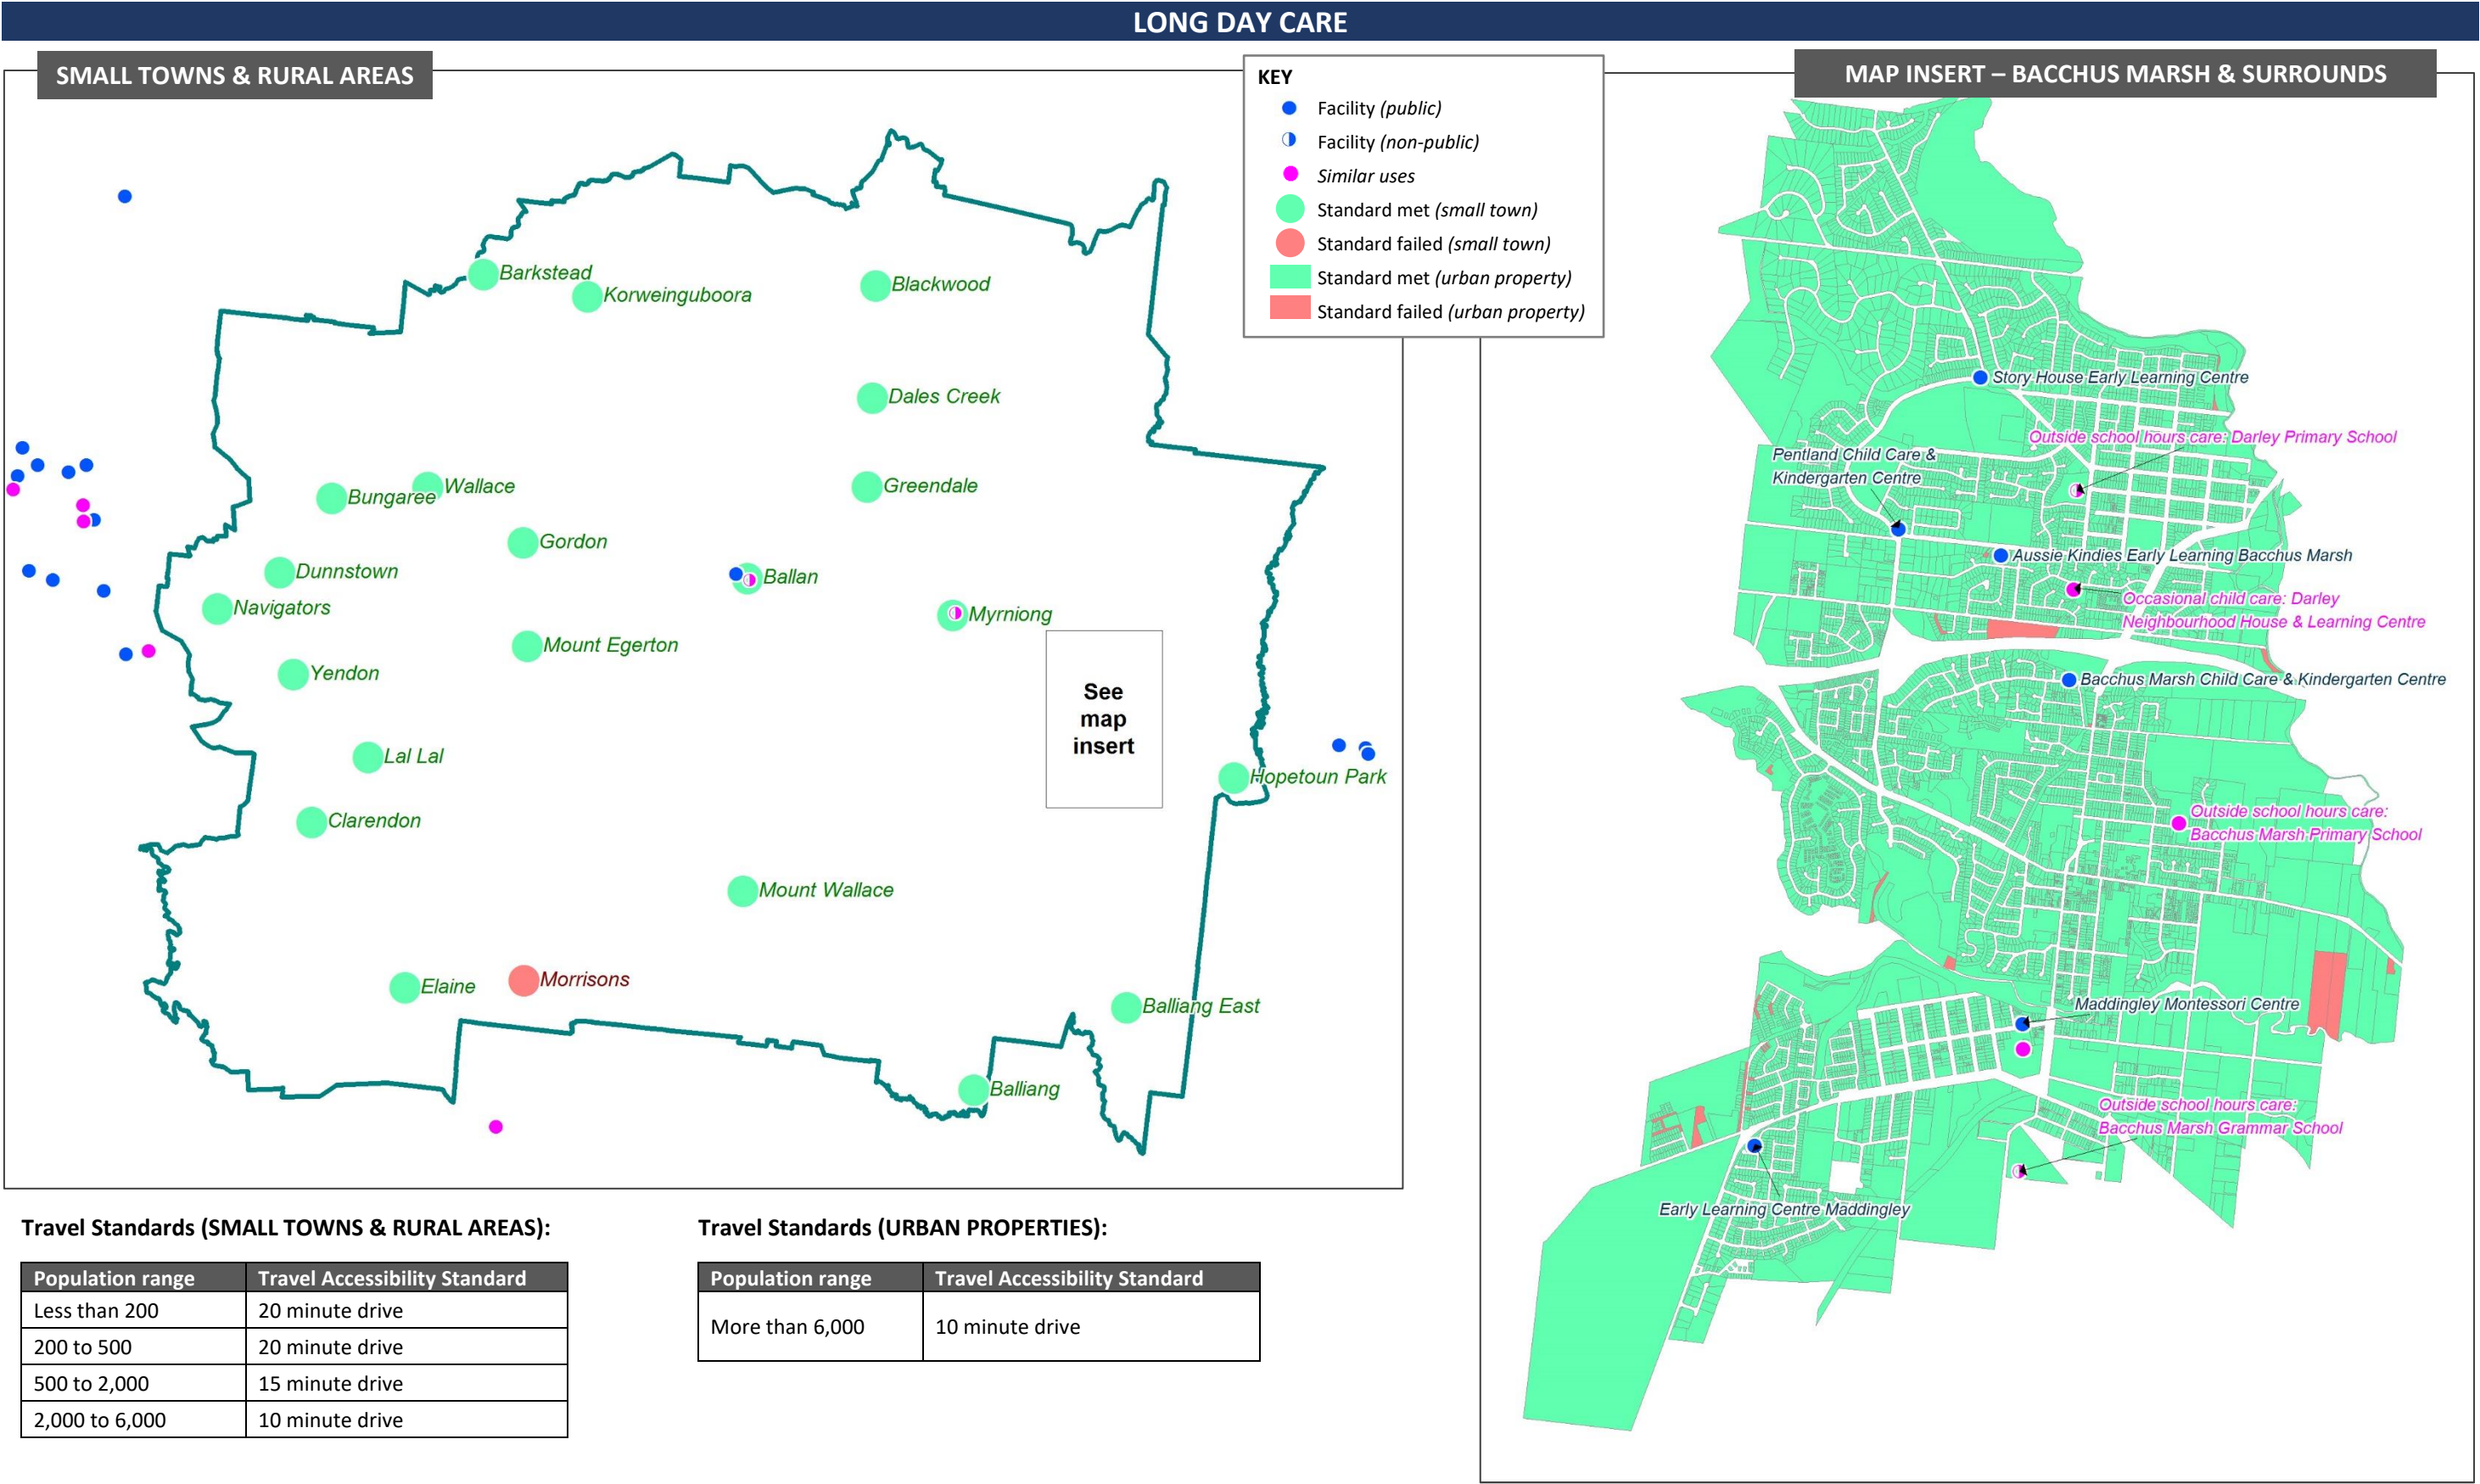 LONG DAY CARE
SMALL TOWNS & RURAL AREAS
KEY
Facility (public)
Facility (non-public)
Similar uses
Standard met (small town)
Standard failed (small town)
Standard met (urban property)
Standard failed (urban property)
MAP INSERT – BACCHUS MARSH & SURROUNDS
Barkstead
Korweinguboora
Blackwood
Dales Creek
Wallace
Bungaree
Greendale
Gordon
Dunnstown
Ballan
Navigators
Myrniong
Mount Egerton
Yendon
See
map
insert
Lal Lal
Hopetoun Park
Clarendon
Mount Wallace
Elaine
Morrisons
Balliang East
Balliang
Story House Early Learning Centre
Outside school hours care: Darley Primary School
Pentland Child Care &
Kindergarten Centre
Aussie Kindies Early Learning Bacchus Marsh
Occasional child care: Darley
Neighbourhood House & Learning Centre
Bacchus Marsh Child Care & Kindergarten Centre
Outside school hours care:
Bacchus Marsh Primary School
Maddingley Montessori Centre
Outside school hours care:
Bacchus Marsh Grammar School
Early Learning Centre Maddingley
Travel Standards (SMALL TOWNS & RURAL AREAS):
Population range Travel Accessibility Standard
Less than 200 20 minute drive
200 to 500 20 minute drive
500 to 2,000 15 minute drive
2,000 to 6,000 10 minute drive
Travel Standards (URBAN PROPERTIES):
Population range Travel Accessibility Standard
More than 6,000 10 minute drive